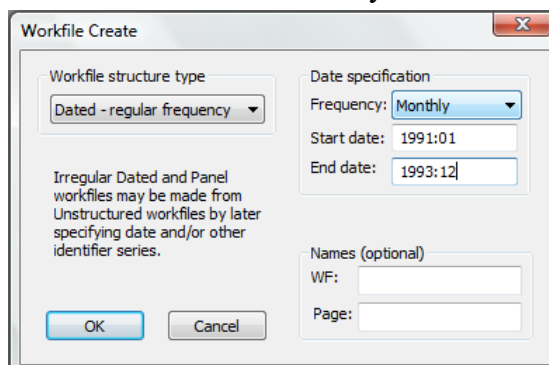 Workfile Create
Workfile structure type
Dated - regular frequency
Irregular Dated and Panel
workfiles may be made from
Unstructured workfiles by later
specifying date and/or other
identifier series.
Date specification
Frequency: Monthly
Start date: 1991:01
End date: 1993:12
Names (optional)
WF:
Page:
OK
Cancel